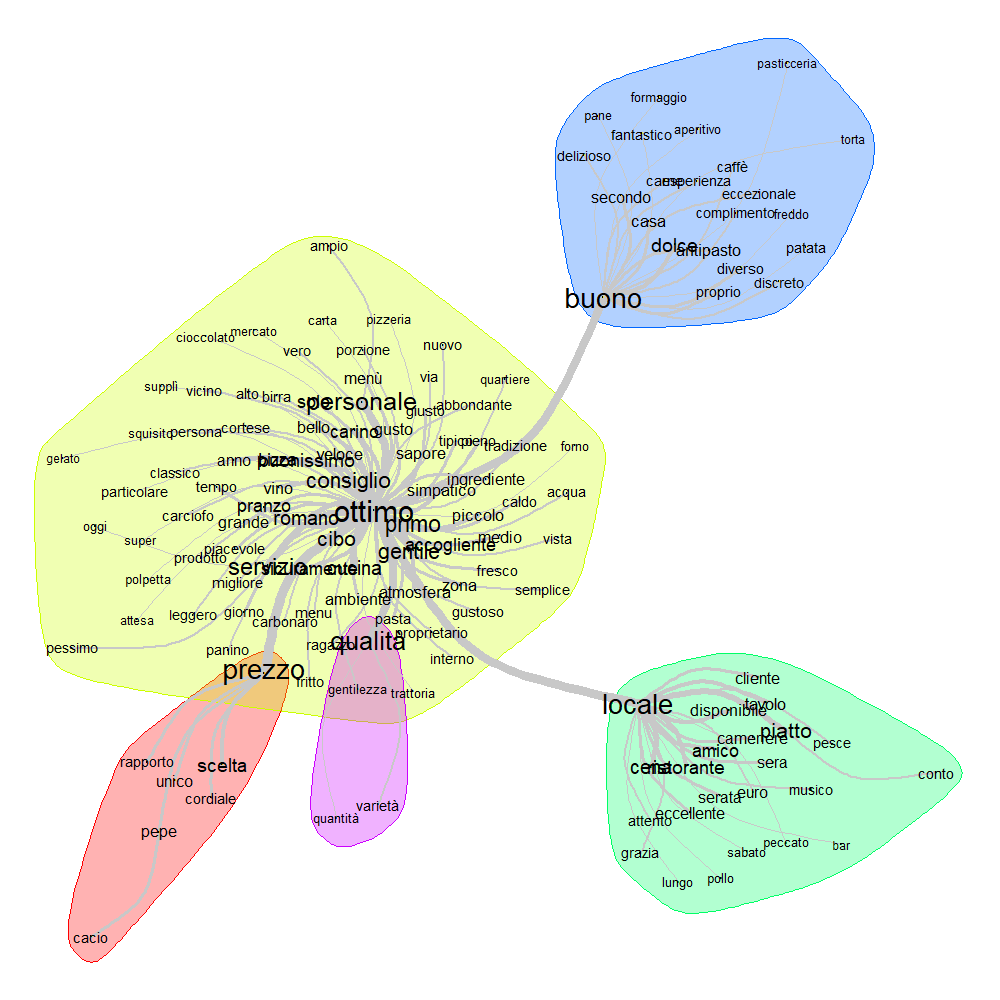 pasticceria
formaggio
pane
aperitivo
fantastico
torta
delizioso
caffè
carne
esperienza
eccezionale
secondo
complimento
freddo
casa
dolce
antipasto
patata
diverso
discreto
proprio
buono
ampio
carta
pizzeria
mercato
cioccolato
vero
porzione
nuovo
menù
via
quartiere
supplì
vicino
alto
birra
solo
personale
giusto
abbondante
bello
carino
gusto
squisito
persona
cortese
tipico
pieno
tradizione
forno
veloce
sapore
gelato
anno
pizza
buonissimo
classico
consiglio
ingrediente
particolare
tempo
vino
simpatico
acqua
caldo
pranzo
ottimo
oggi
carciofo
grande
romano
primo
piccolo
super
cibo
medio
vista
piacevole
gentile
accogliente
prodotto
servizio
sicuramente
cucina
fresco
polpetta
migliore
zona
semplice
ambiente
atmosfera
attesa
leggero
giorno
carbonaro
menu
pasta
gustoso
proprietario
pessimo
panino
ragazzo
qualità
interno
prezzo
fritto
gentilezza
trattoria
rapporto
scelta
unico
cordiale
varietà
quantità
pepe
cacio
cliente
locale
disponibile
tavolo
piatto
cameriere
pesce
amico
cena
ristorante
sera
conto
serata
euro
musico
attento
eccellente
peccato
bar
grazia
sabato
lungo
pollo